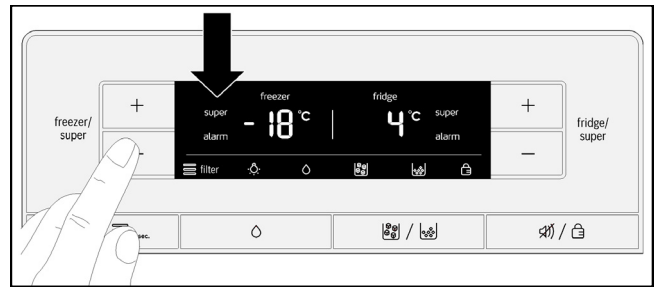 freezer/
super
+
freezer
super
-18 °C
alarm
fridge
4 °C
super
alarm
filter
+
−
fridge/
super
sec.
/
/